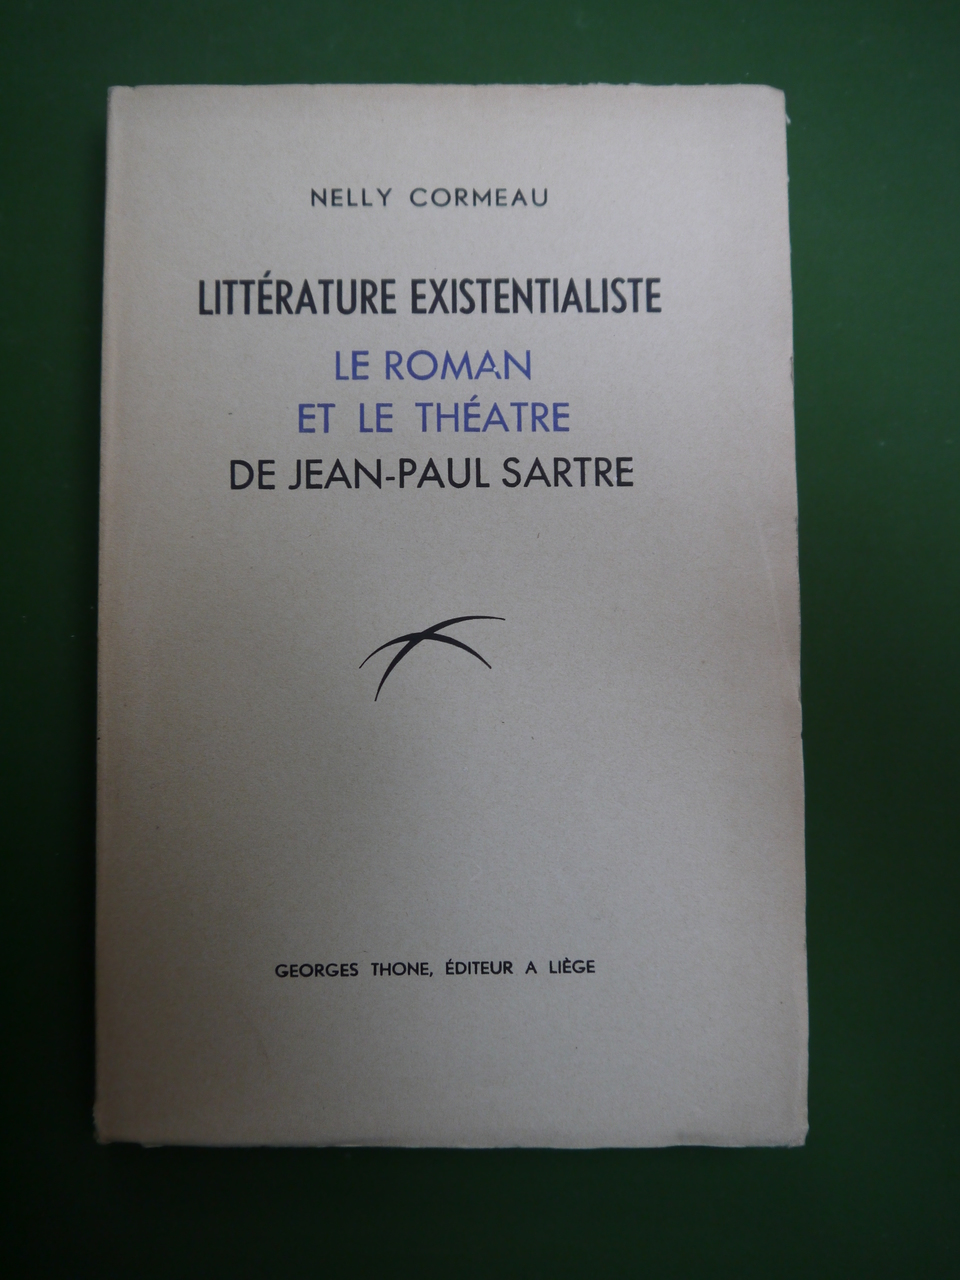 NELLY CORMEAU
LITTÉRATURE EXISTENTIALISTE
LE ROMAN
ET LE THÉATRE
DE JEAN-PAUL SARTRE
GEORGES THONE, ÉDITEUR A LIÈGE